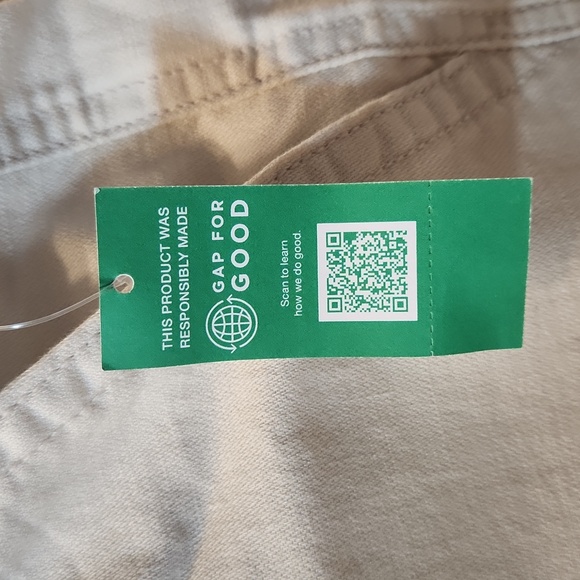 THIS PRODUCT WAS
RESPONSIBLY MADE
GAP FOR
GOOD
Scan to learn
how we do good.